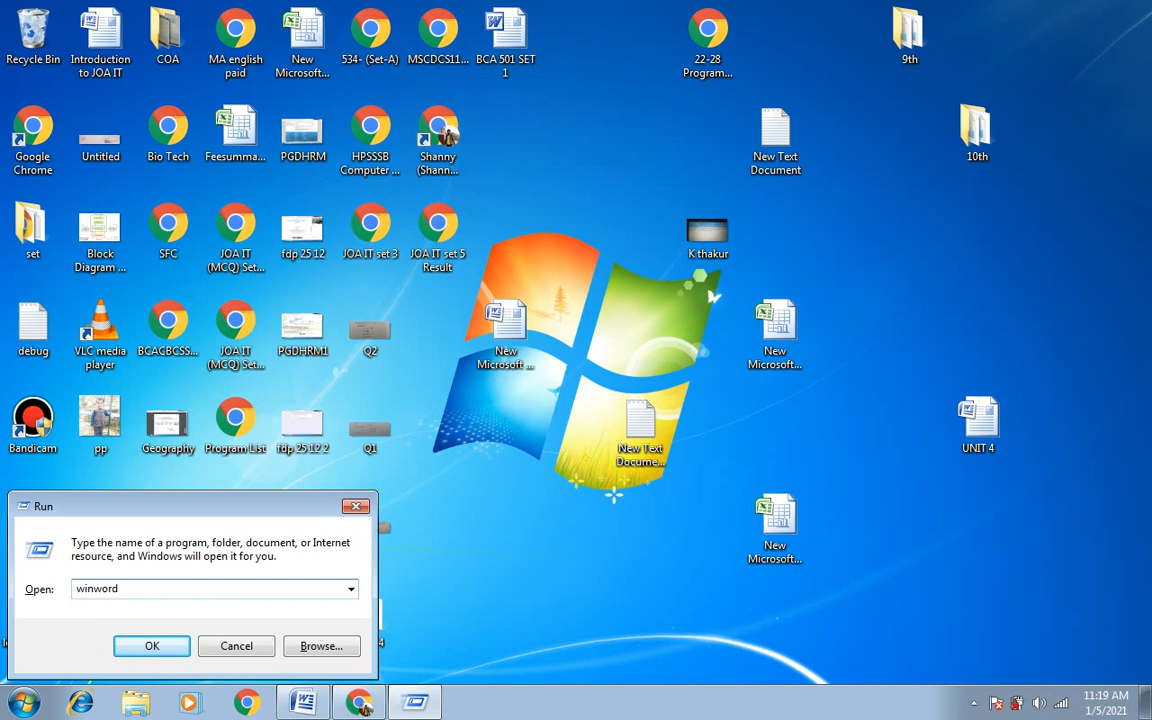 Recycle Bin
Introduction
to JOA IT
COA
MA english
paid
New
Microsoft...
534- (Set-A)
MSCDCS11...
BCA 501 SET
1
22-28
Program...
9th
Google
Chrome
Untitled
Bio Tech
Feesumma...
PGDHRM
HPSSSB
Computer ...
Shanny
(Shann...
New Text
Document
10th
set
Block
Diagram ...
SFC
JOA IT
(MCQ) Set...
fdp 25 12
JOA IT set 3
JOA IT set 5
Result
K thakur
debug
VLC media
player
BCACBCSS...
JOA IT
(MCQ) Set...
PGDHRM1
Q2
New
Microsoft ...
New
Microsoft...
Bandicam
pp
Geography
Program List
fdp 25 12 2
Q1
New Text
Docume...
UNIT 4
New
Microsoft...
Run
Type the name of a program, folder, document, or Internet
resource, and Windows will open it for you.
Open:
winword
OK
Cancel
Browse...
11:19 AM
1/5/2021